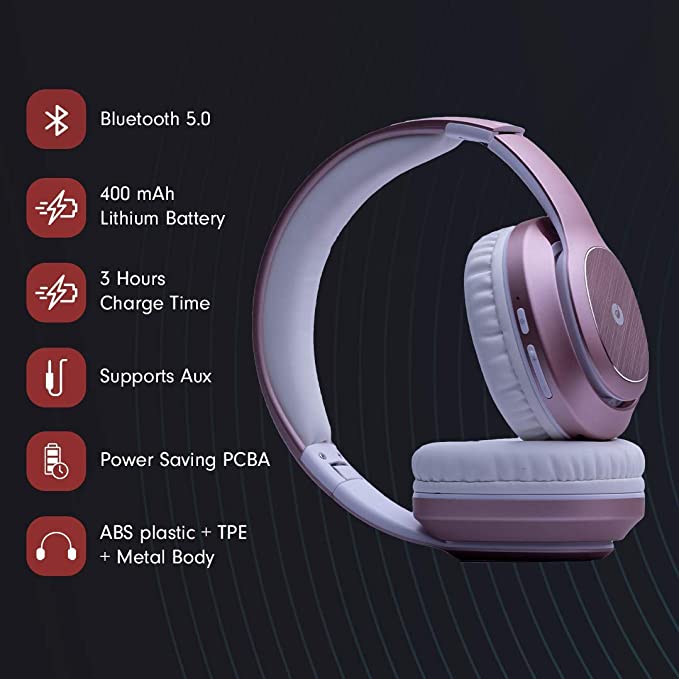 Bluetooth 5.0
400 mAh
Lithium Battery
3 Hours
Charge Time
Supports Aux
Power Saving PCBA
ABS plastic + TPE
+ Metal Body